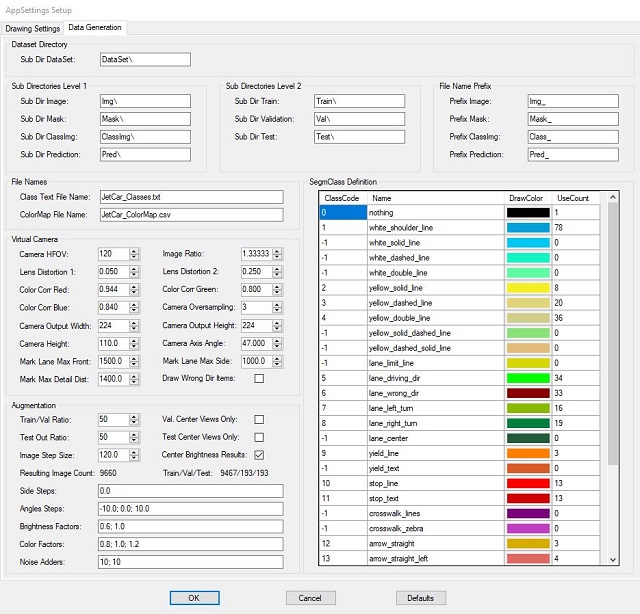 AppSettings Setup
Drawing Settings Data Generation
Dataset Directory
Sub Dir DataSet: DataSet\
Sub Directories Level 1
Sub Dir Image: Img\
Sub Dir Mask: Mask\
Sub Dir ClassImg: ClassImg\
Sub Dir Prediction: Pred\
Sub Directories Level 2
Sub Dir Train: Train\
Sub Dir Validation: Val\
Sub Dir Test: Test\
File Name Prefix
Prefix Image: Img_
Prefix Mask: Mask_
Prefix ClassImg: Class_
Prefix Prediction: Pred_
File Names
Class Text File Name: JetCar_Classes.txt
ColorMap File Name: JetCar_ColorMap.csv
Virtual Camera
Camera HFOV: 120 Image Ratio: 1.33333
Lens Distortion 1: 0.050 Lens Distortion 2: 0.250
Color Corr Red: 0.944 Color Corr Green: 0.800
Color Corr Blue: 0.840 Camera Oversampling: 3
Camera Output Width: 224 Camera Output Height: 224
Camera Height: 110.0 Camera Axis Angle: 47.000
Mark Lane Max Front: 1500.0 Mark Lane Max Side: 1000.0
Mark Max Detail Dist: 1400.0 Draw Wrong Dir Items:
Augmentation
Train/Val Ratio: 50 Val. Center Views Only:
Test Out Ratio: 50 Test Center Views Only:
Image Step Size: 120.0 Center Brightness Results:
Resulting Image Count: 9660 Train/Val/Test: 9467/193/193
Side Steps: 0.0
Angles Steps: -10.0; 0.0; 10.0
Brightness Factors: 0.6; 1.0
Color Factors: 0.8; 1.0; 1.2
Noise Adders: 10; 10
SegmClass Definition
ClassCode Name DrawColor UseCount
0 nothing 1
1 white_shoulder_line 78
-1 white_solid_line 0
-1 white_dashed_line 0
-1 white_double_line 0
2 yellow_solid_line 8
3 yellow_dashed_line 20
4 yellow_double_line 36
-1 yellow_solid_dashed_line 0
-1 yellow_dashed_solid_line 0
-1 lane_limit_line 0
5 lane_driving_dir 34
6 lane_wrong_dir 33
7 lane_left_turn 16
8 lane_right_turn 19
-1 lane_center 0
9 yield_line 3
-1 yield_text 0
10 stop_line 13
11 stop_text 13
-1 crosswalk_lines 0
-1 crosswalk_zebra 0
12 arrow_straight 3
13 arrow_straight_left 4
OK Cancel Defaults